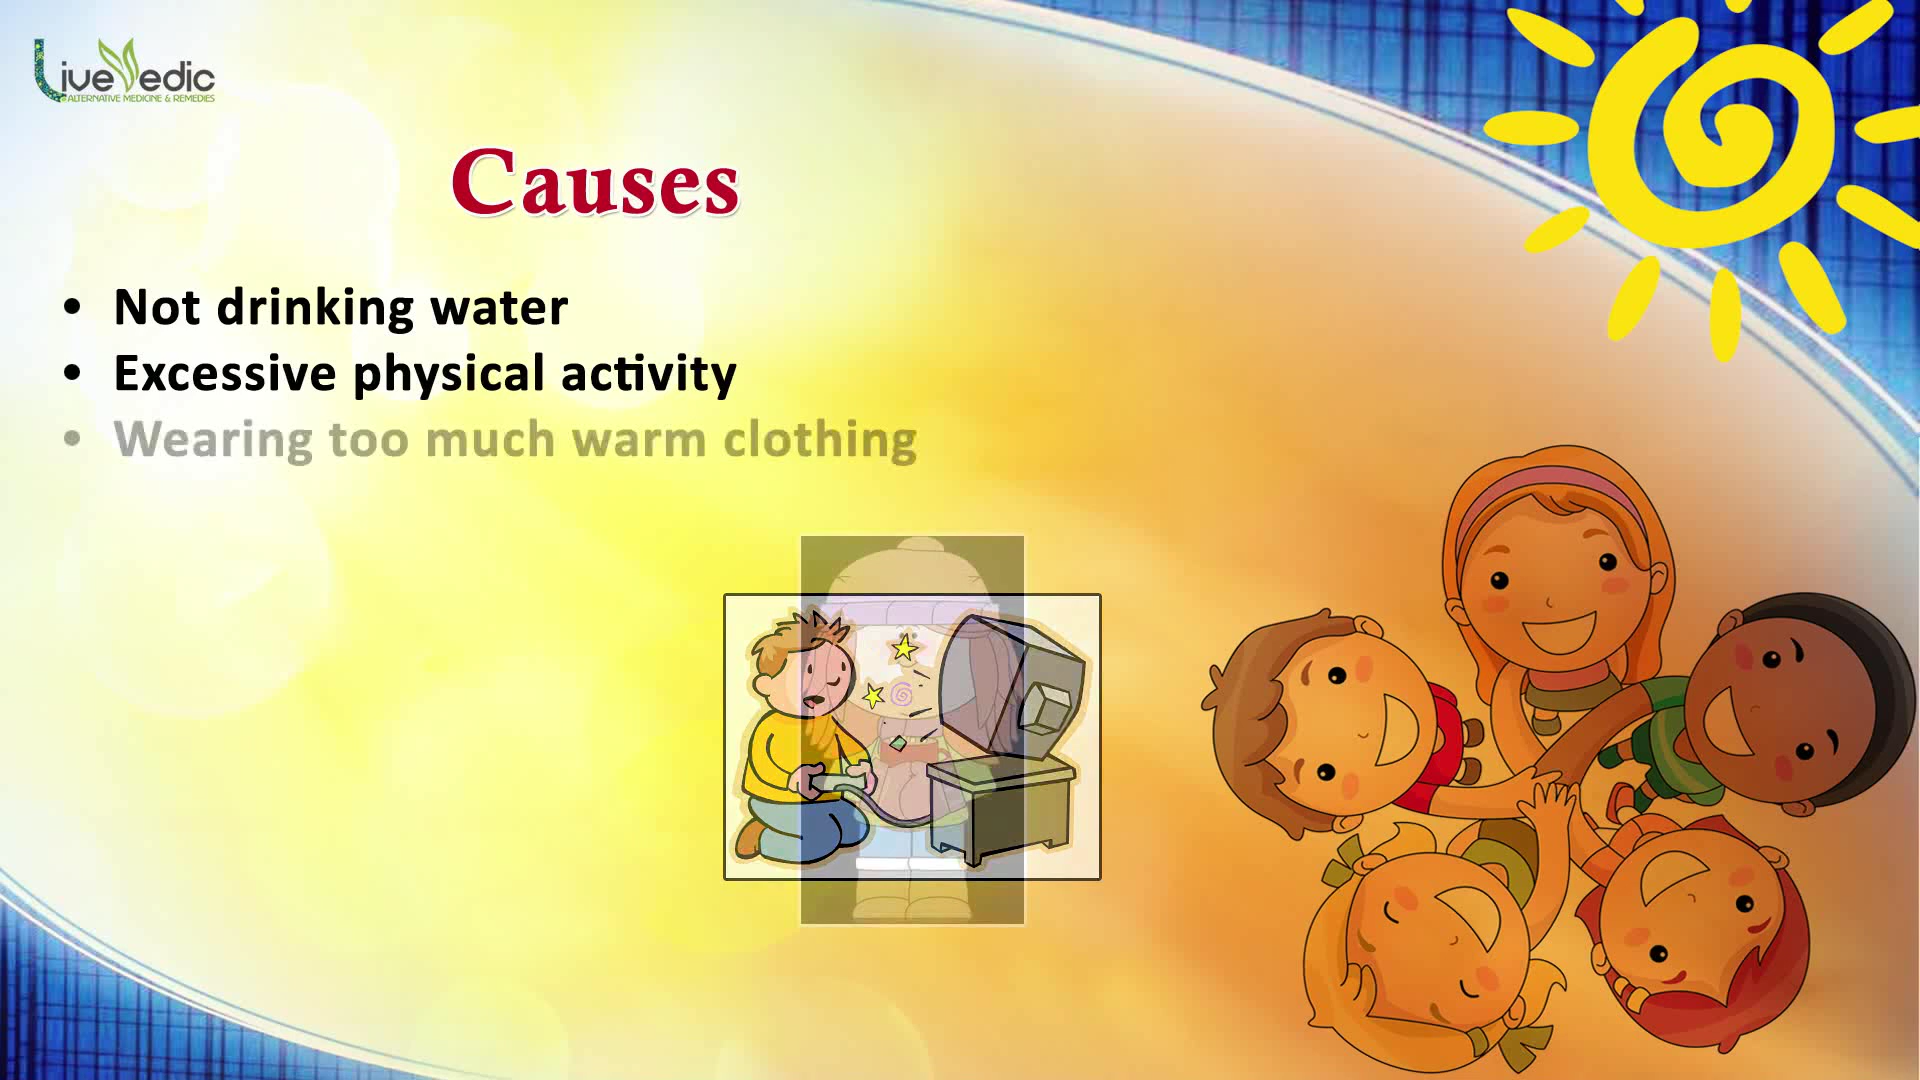 LiveVedic
ALTERNATIVE MEDICINE & REMEDIES
Causes
• Not drinking water
• Excessive physical activity
• Wearing too much warm clothing